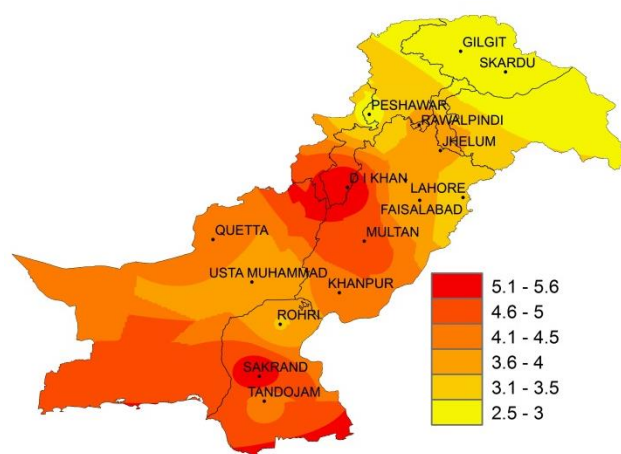 GILGIT
SKARDU
PESHAWAR
RAWALPINDI
JHELUM
D I KHAN
LAHORE
FAISALABAD
QUETTA
MULTAN
USTA MUHAMMAD
KHANPUR
ROHRI
SAKRAND
TANDOJAM
5.1 - 5.6
4.6 - 5
4.1 - 4.5
3.6 - 4
3.1 - 3.5
2.5 - 3